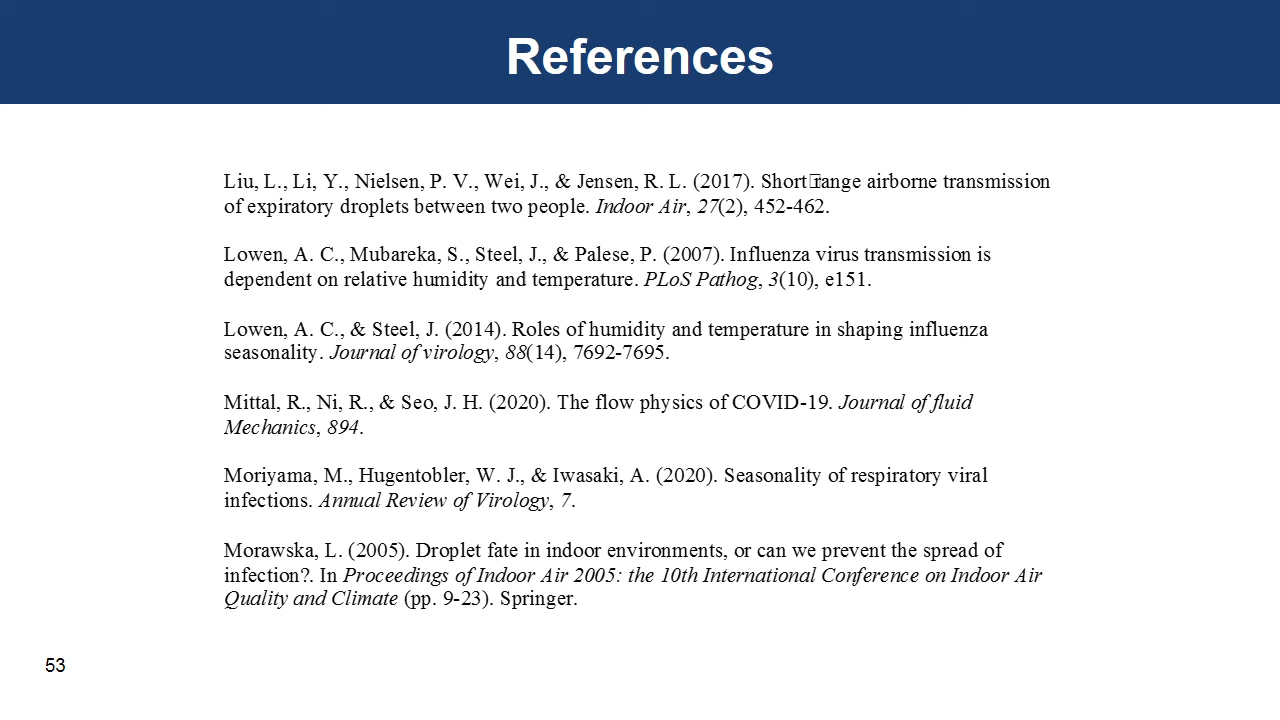 References
Liu, L., Li, Y., Nielsen, P. V., Wei, J., & Jensen, R. L. (2017). Short□range airborne transmission
of expiratory droplets between two people. Indoor Air, 27(2), 452-462.
Lowen, A. C., Mubareka, S., Steel, J., & Palese, P. (2007). Influenza virus transmission is
dependent on relative humidity and temperature. PLoS Pathog, 3(10), e151.
Lowen, A. C., & Steel, J. (2014). Roles of humidity and temperature in shaping influenza
seasonality. Journal of virology, 88(14), 7692-7695.
Mittal, R., Ni, R., & Seo, J. H. (2020). The flow physics of COVID-19. Journal of fluid
Mechanics, 894.
Moriyama, M., Hugentobler, W. J., & Iwasaki, A. (2020). Seasonality of respiratory viral
infections. Annual Review of Virology, 7.
Morawska, L. (2005). Droplet fate in indoor environments, or can we prevent the spread of
infection?. In Proceedings of Indoor Air 2005: the 10th International Conference on Indoor Air
Quality and Climate (pp. 9-23). Springer.
53